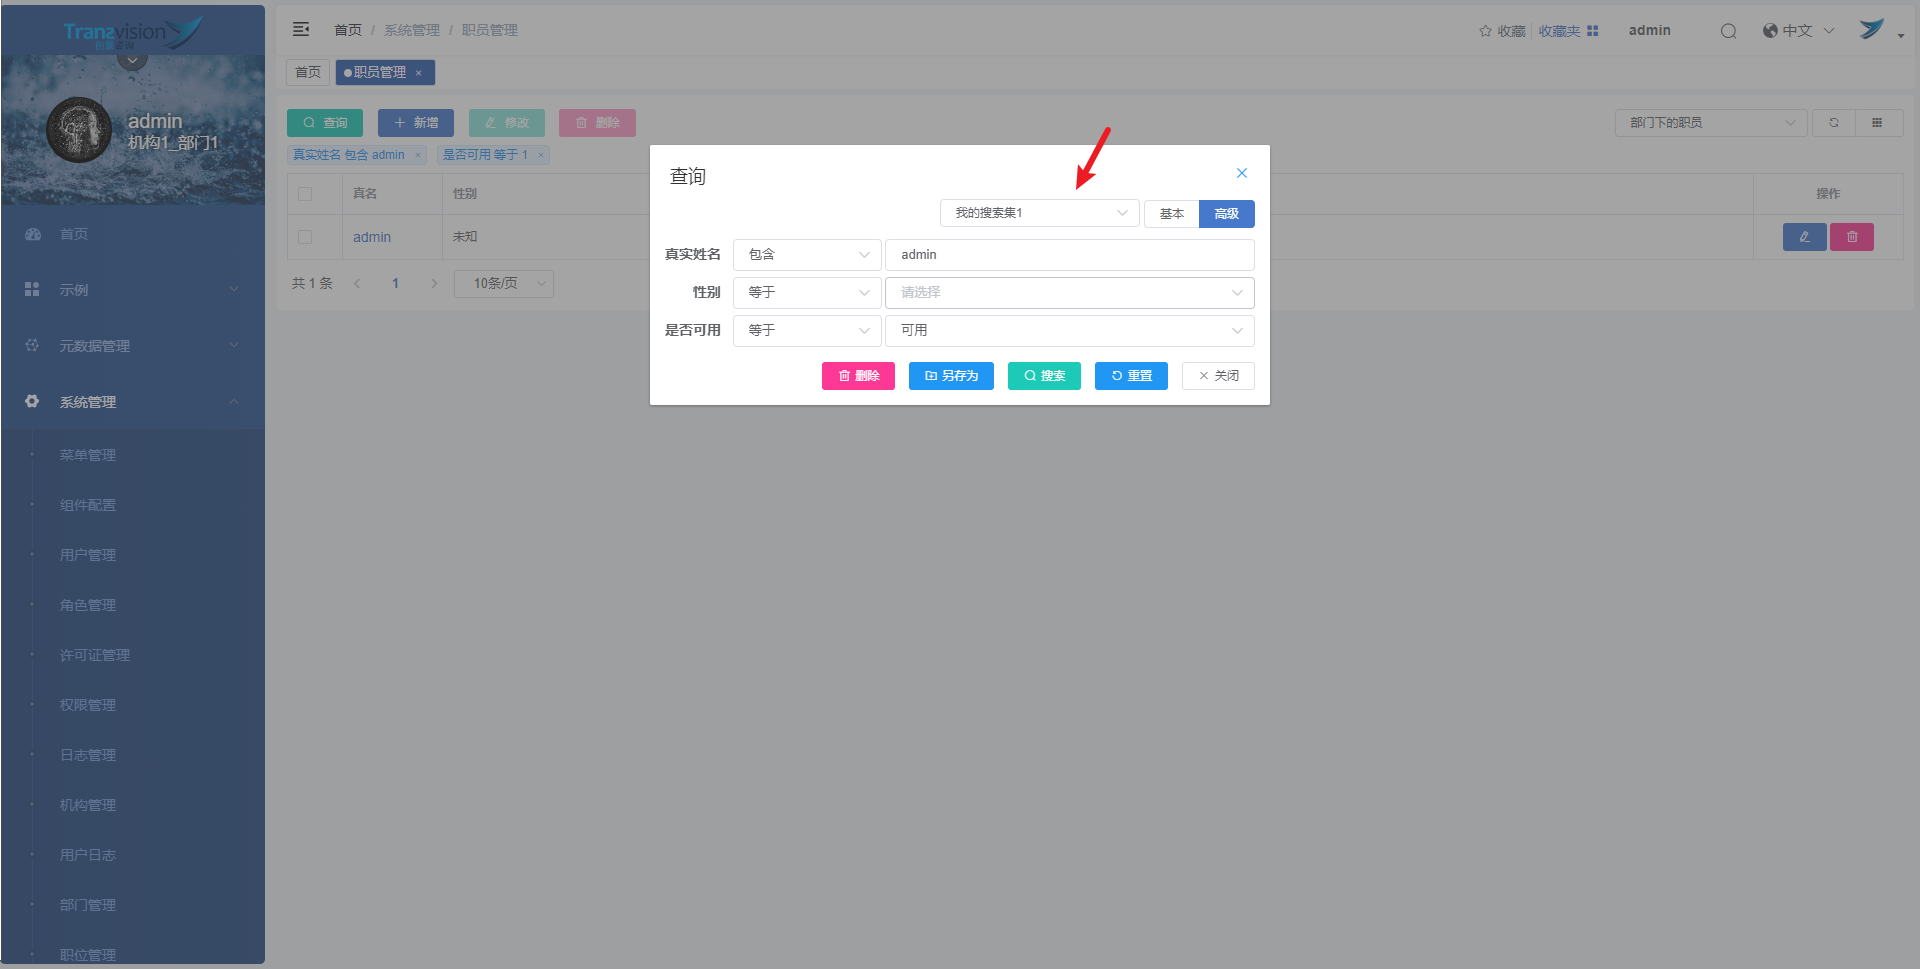 Transvision
创景咨询
首页 / 系统管理 / 职员管理
收藏 收藏夹 admin 中文
首页 职员管理 ×
admin
机构1_部门1
查询 新增 修改 删除 部门下的职员
真实姓名 包含 admin × 是否可用 等于 1 ×
真名 性别 操作
admin 未知
共 1 条 1 10条/页
查询
我的搜索集1 基本 高级
真实姓名 包含 admin
性别 等于 请选择
是否可用 等于 可用
删除 另存为 搜索 重置 关闭
首页
示例
元数据管理
系统管理
菜单管理
组件配置
用户管理
角色管理
许可证管理
权限管理
日志管理
机构管理
用户日志
部门管理
职位管理